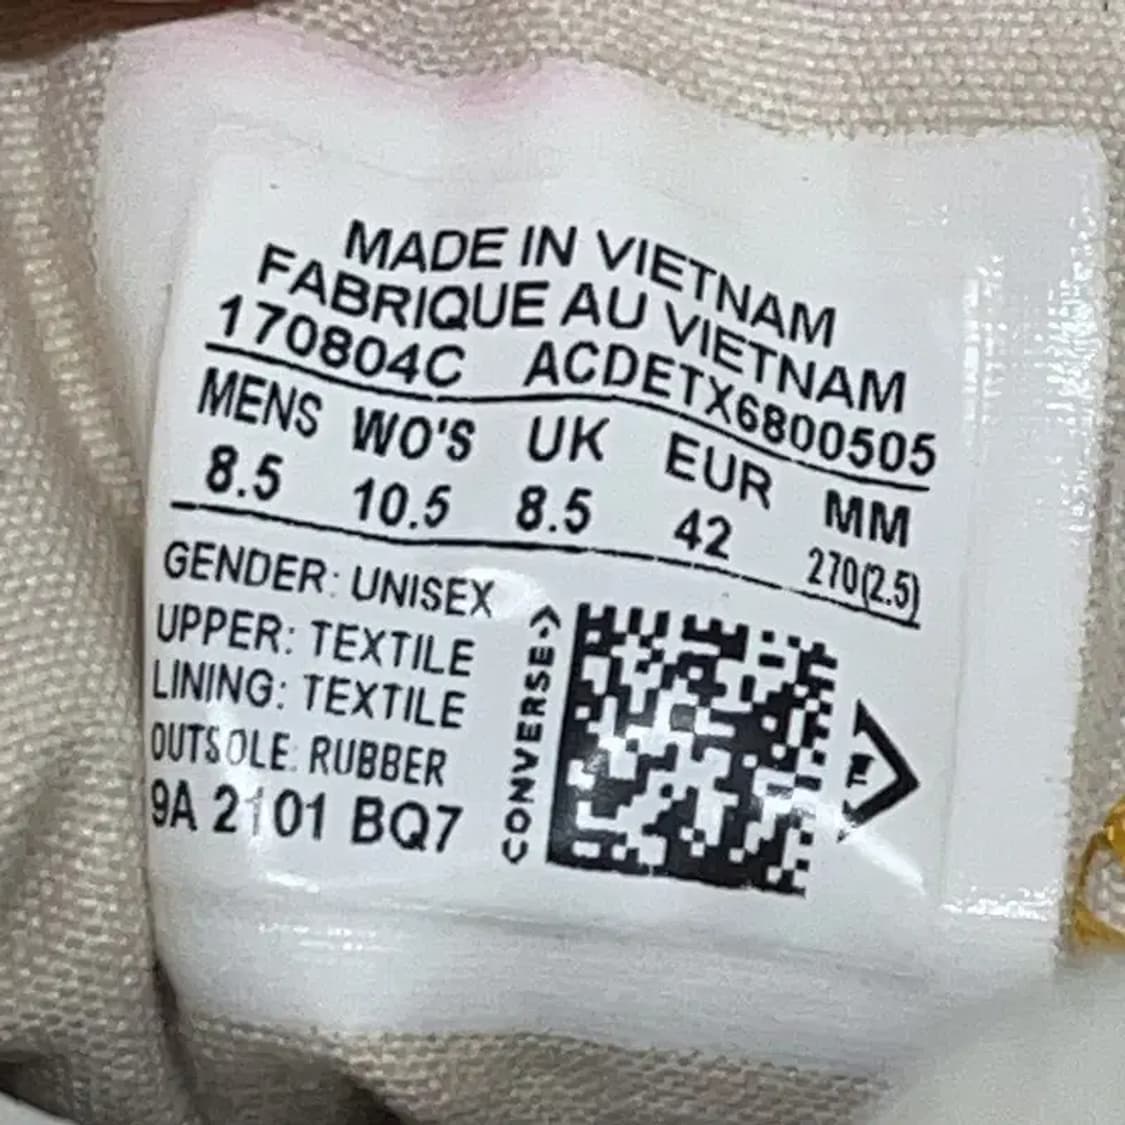 MADE IN VIETNAM
FABRIQUE AU VIETNAM
170804C ACDETX6800505
MENS WO'S UK EUR MM
8.5 10.5 8.5 42 270(2.5)
GENDER: UNISEX
UPPER: TEXTILE
LINING: TEXTILE
OUTSOLE: RUBBER
9A 2101 BQ7
CONVERSE